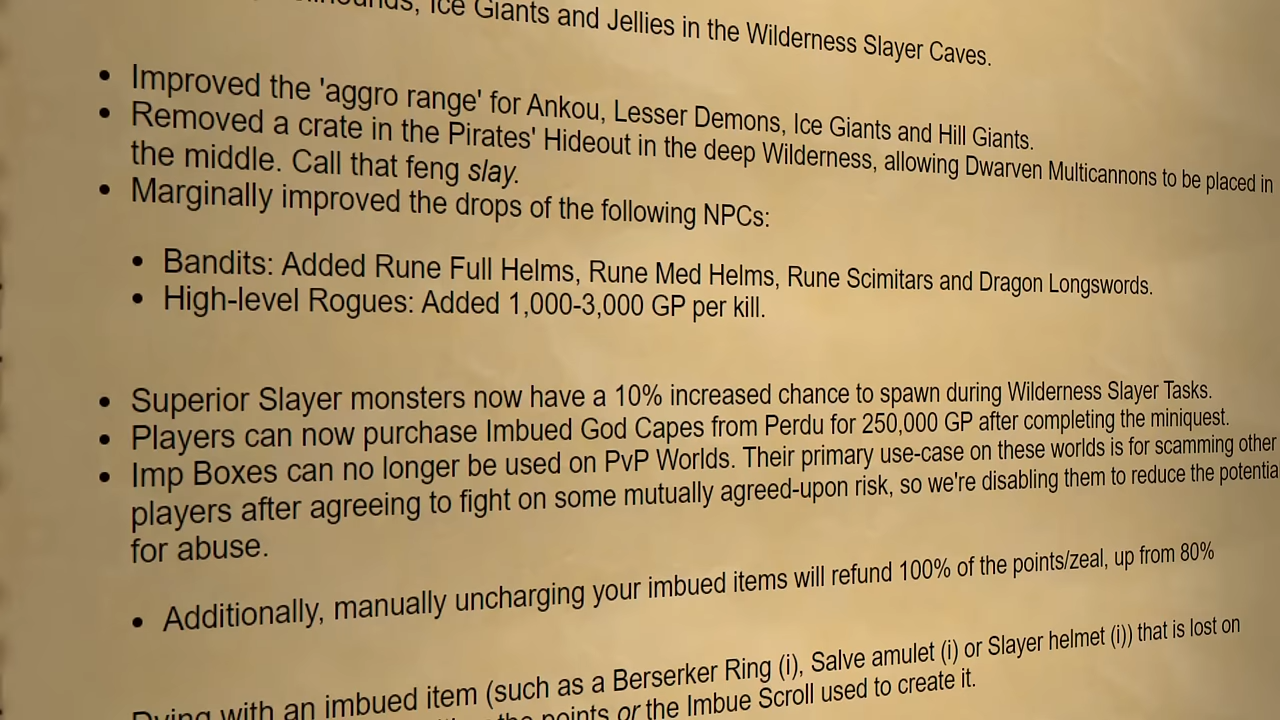 Ice Giants and Jellies in the Wilderness Slayer Caves.
• Improved the 'aggro range' for Ankou, Lesser Demons, Ice Giants and Hill Giants.
• Removed a crate in the Pirates' Hideout in the deep Wilderness, allowing Dwarven Multicannons to be placed in
the middle. Call that feng slay.
• Marginally improved the drops of the following NPCs:
• Bandits: Added Rune Full Helms, Rune Med Helms, Rune Scimitars and Dragon Longswords.
• High-level Rogues: Added 1,000-3,000 GP per kill.
• Superior Slayer monsters now have a 10% increased chance to spawn during Wilderness Slayer Tasks.
• Players can now purchase Imbued God Capes from Perdu for 250,000 GP after completing the miniquest.
• Imp Boxes can no longer be used on PvP Worlds. Their primary use-case on these worlds is for scamming other
players after agreeing to fight on some mutually agreed-upon risk, so we're disabling them to reduce the potential
for abuse.
• Additionally, manually uncharging your imbued items will refund 100% of the points/zeal, up from 80%
Dying with an imbued item (such as a Berserker Ring (i), Salve amulet (i) or Slayer helmet (i)) that is lost on
the points or the Imbue Scroll used to create it.